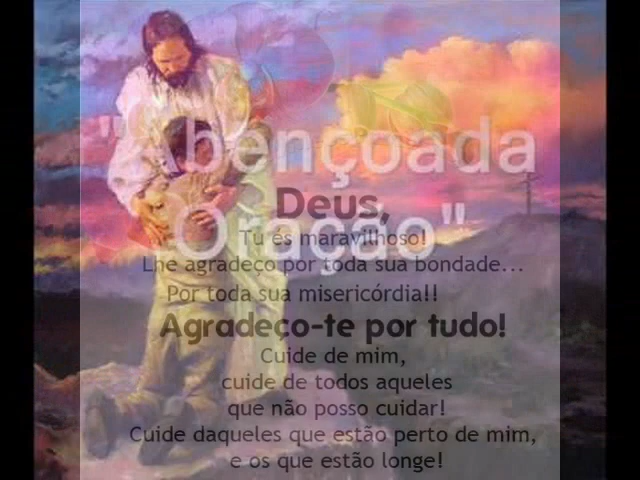 "Abençoada
Oração"
Deus,
Tu és maravilhoso!
Lhe agradeço por toda sua bondade...
Por toda sua misericórdia!!
Agradeço-te por tudo!
Cuide de mim,
cuide de todos aqueles
que não posso cuidar!
Cuide daqueles que estão perto de mim,
e os que estão longe!